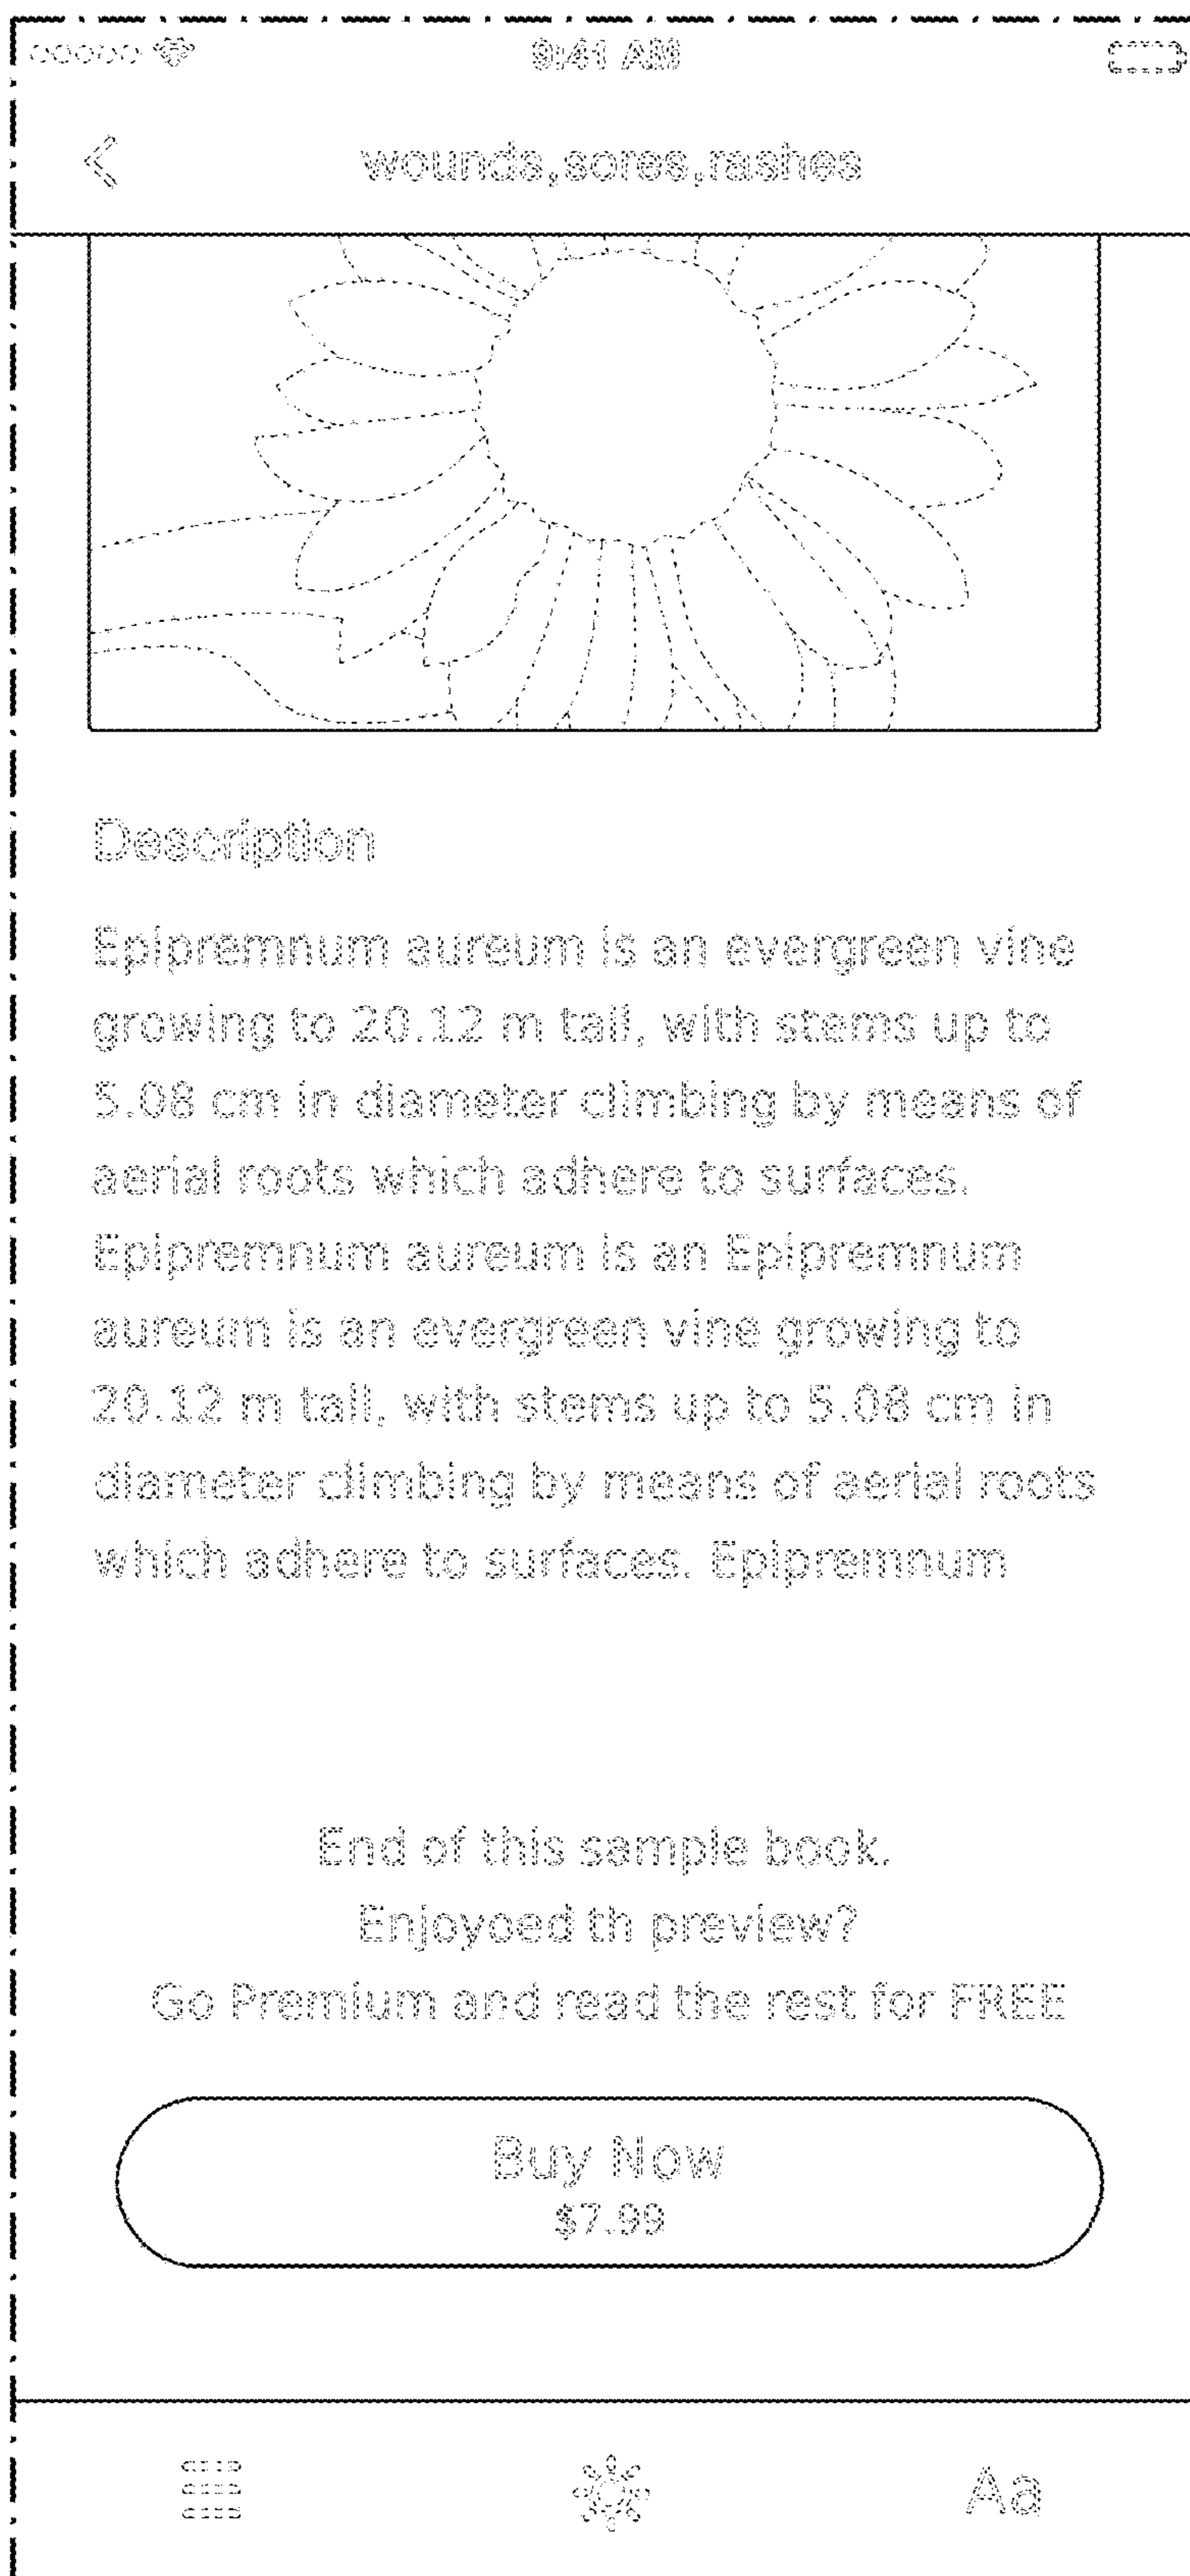 9:41 AM
wounds,sores,rashes
Description
Epipremnum aureum is an evergreen vine
growing to 20.12 m tall, with stems up to
5.08 cm in diameter climbing by means of
aerial roots which adhere to surfaces.
Epipremnum aureum is an Epipremnum
aureum is an evergreen vine growing to
20.12 m tall, with stems up to 5.08 cm in
diameter climbing by means of aerial roots
which adhere to surfaces. Epipremnum
End of this sample book.
Enjoyoed th preview?
Go Premium and read the rest for FREE
Buy Now
$7.99
Aa